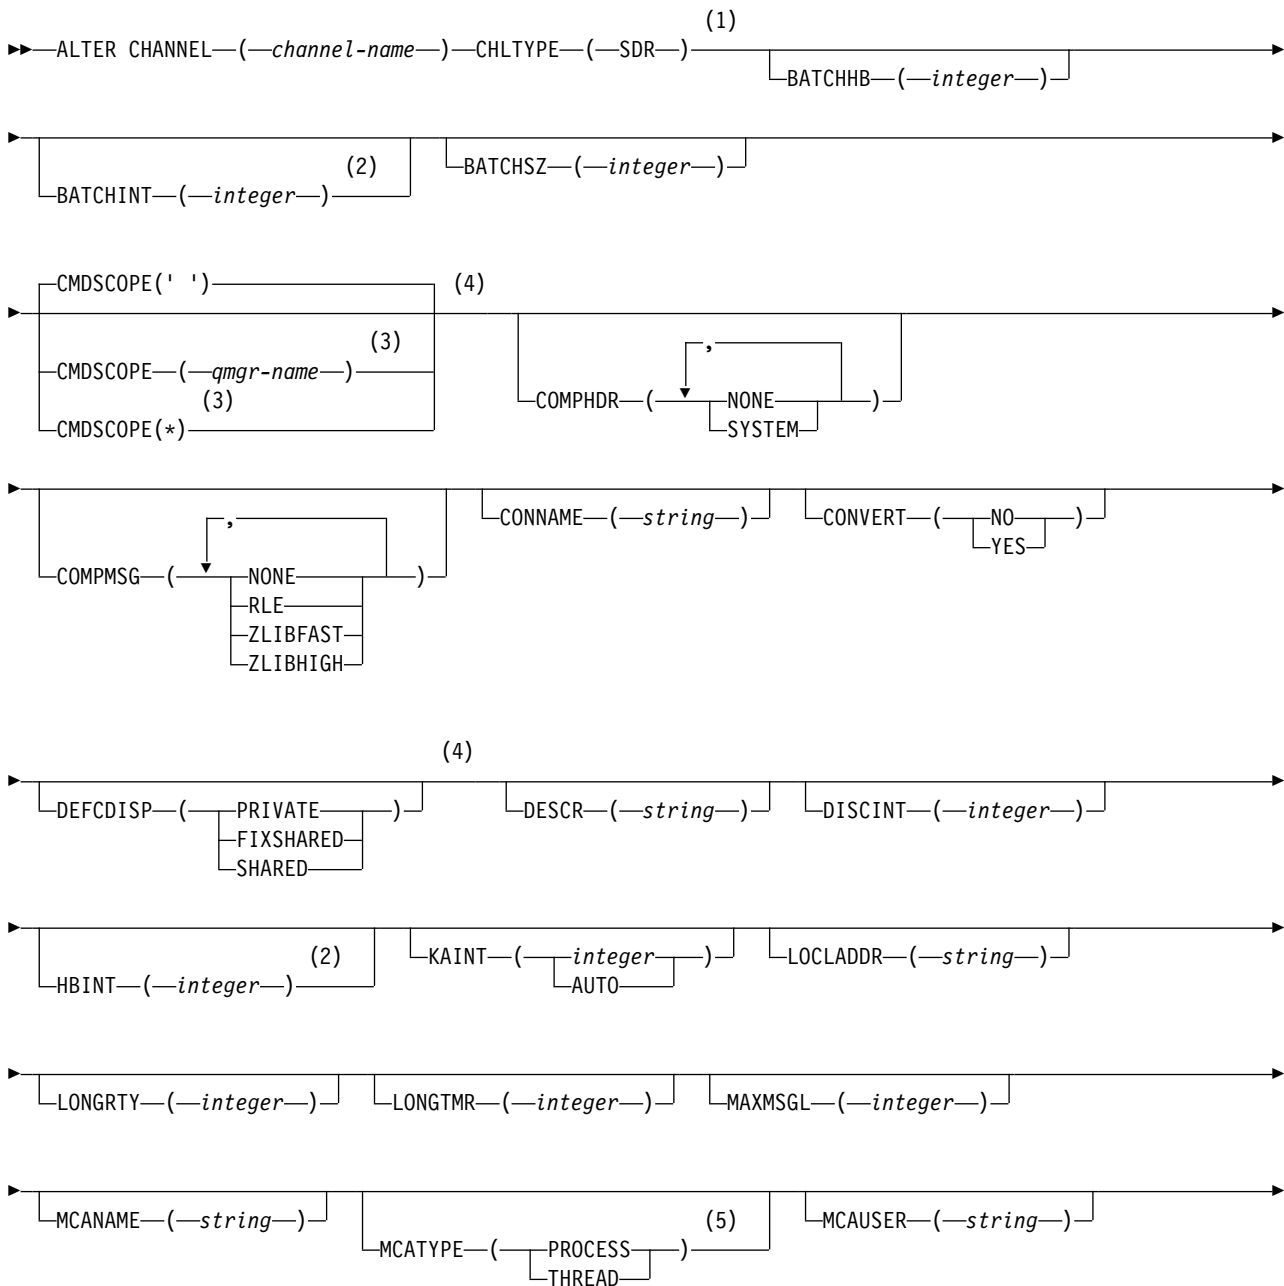 (1)
ALTER CHANNEL ( channel-name ) CHLTYPE ( SDR )
BATCHHB ( integer )
(2)
BATCHINT ( integer )
BATCHSZ ( integer )
CMDSCOPE(' ')
(4)
(3)
CMDSCOPE ( qmgr-name )
(3)
CMDSCOPE(*)
,
COMPHDR ( NONE )
SYSTEM
,
COMPMSG ( NONE )
RLE
ZLIBFAST
ZLIBHIGH
CONNAME ( string )
CONVERT ( NO )
YES
(4)
DEFCDISP ( PRIVATE )
FIXSHARED
SHARED
DESCR ( string )
DISCINT ( integer )
(2)
HBINT ( integer )
KAINT ( integer )
AUTO
LOCLADDR ( string )
LONGRTY ( integer )
LONGTMR ( integer )
MAXMSGL ( integer )
MCANAME ( string )
(5)
MCATYPE ( PROCESS )
THREAD
MCAUSER ( string )